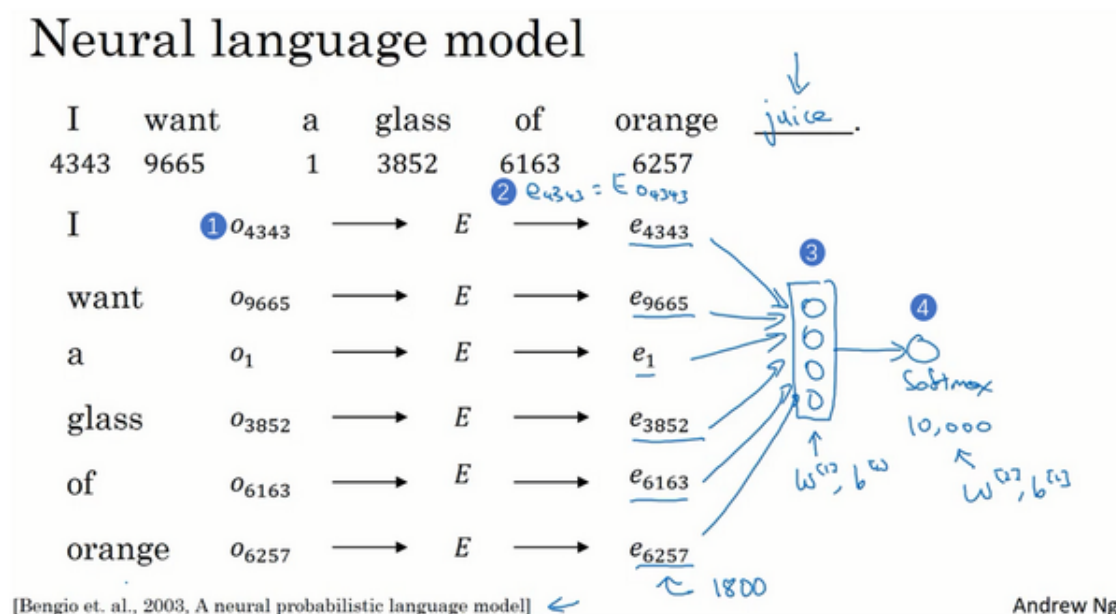 Neural language model
I want a glass of orange juice.
4343 9665 1 3852 6163 6257
2 e4343 = E o4343
I 1 o4343 → E → e4343
3
want o9665 → E → e9665
4
a o1 → E → e1
Softmax
glass o3852 → E → e3852
10,000
of o6163 → E → e6163
W[1], b[1] W[2], b[2]
orange o6257 → E → e6257
← 1800
[Bengio et. al., 2003, A neural probabilistic language model] ←
Andrew Ng